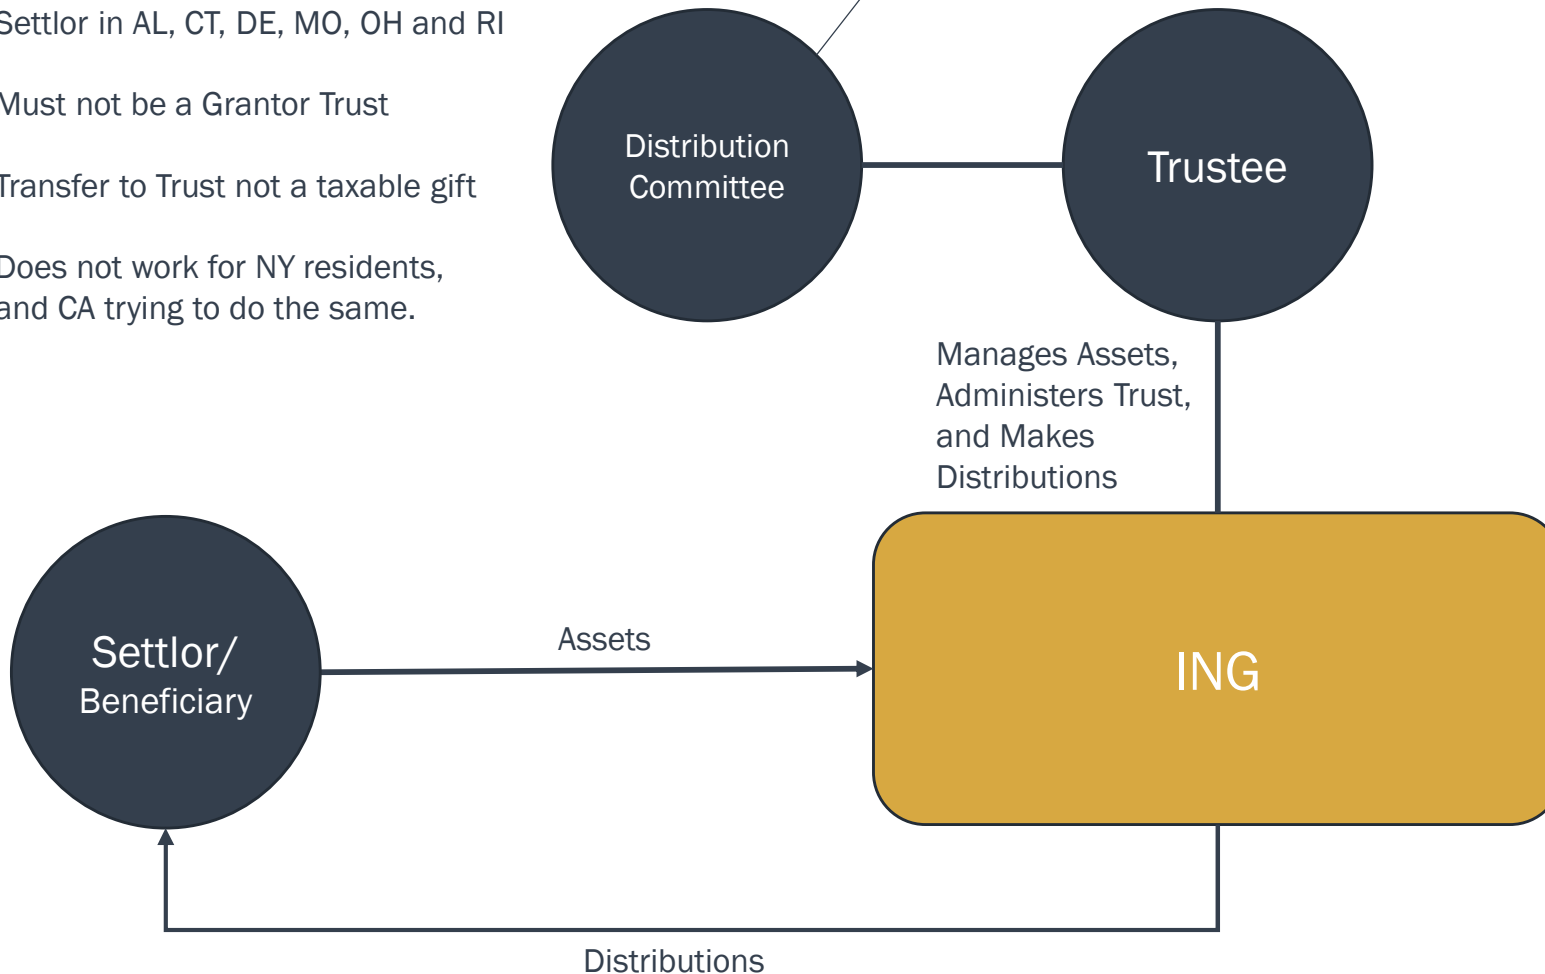 Settlor in AL, CT, DE, MO, OH and RI
Must not be a Grantor Trust
Transfer to Trust not a taxable gift
Does not work for NY residents,
and CA trying to do the same.
Distribution
Committee
Trustee
Manages Assets,
Administers Trust,
and Makes
Distributions
Settlor/
Beneficiary
Assets
ING
Distributions